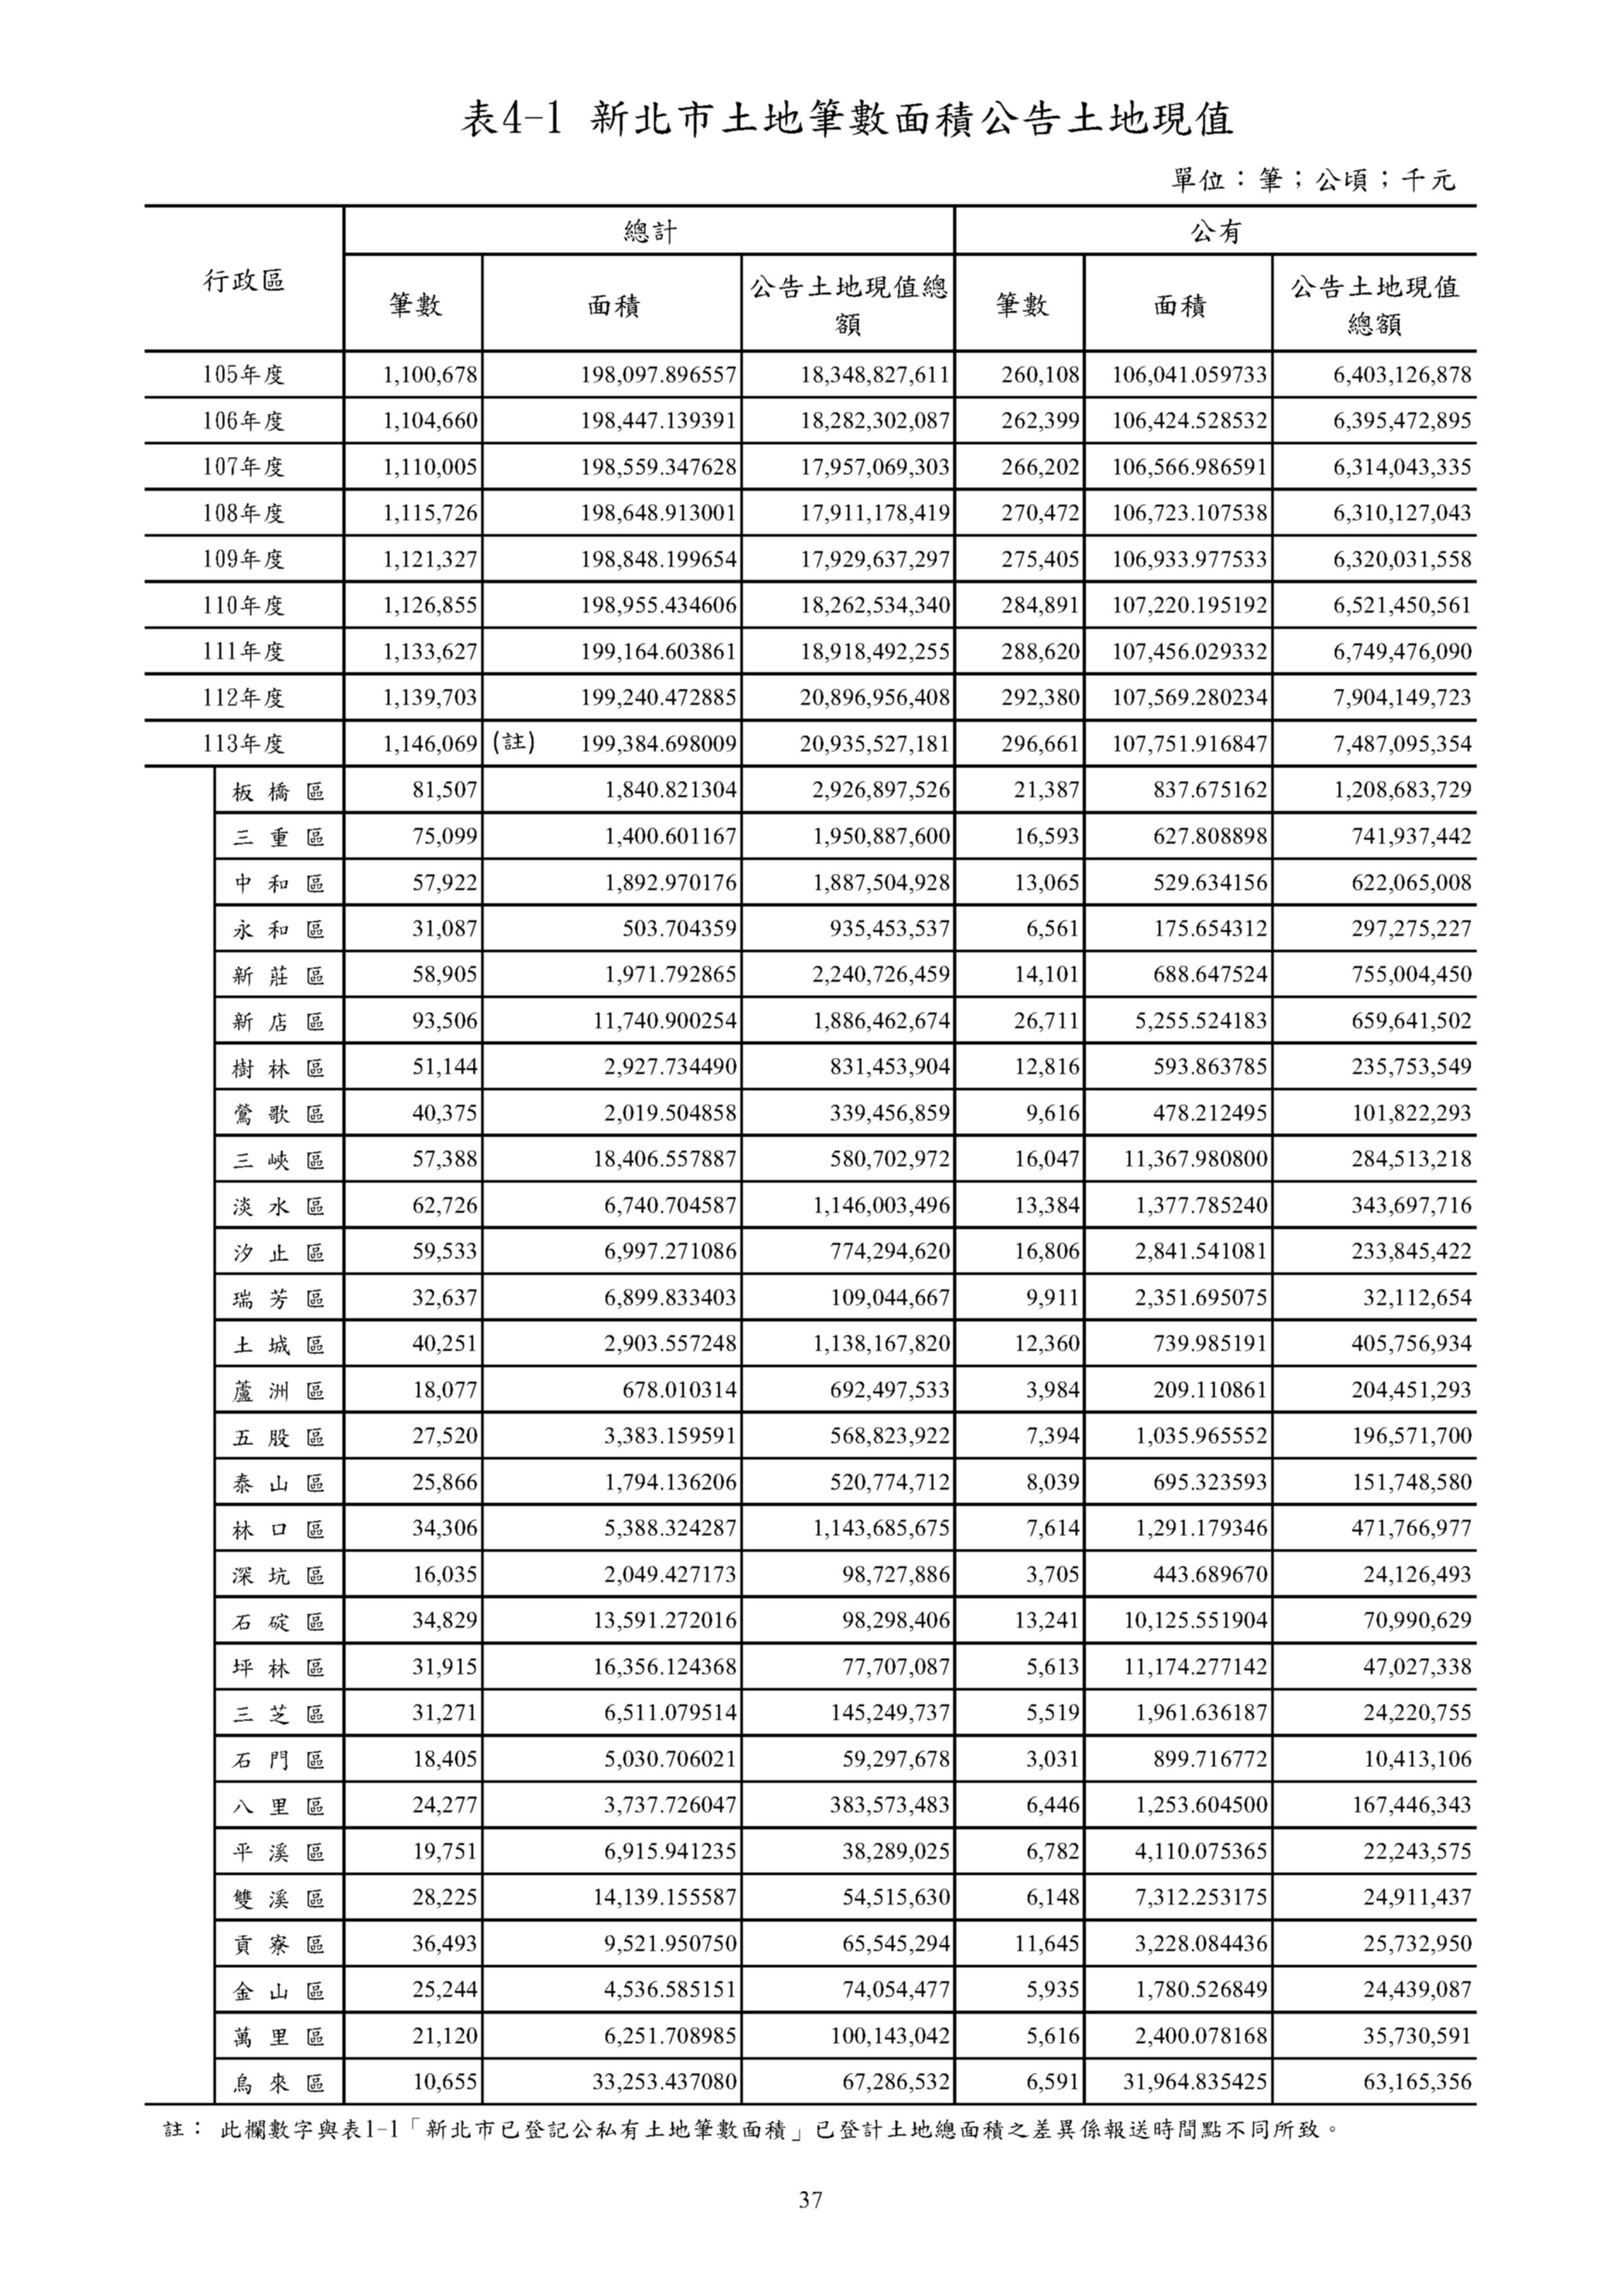 表4-1 新北市土地筆數面積公告土地現值
單位：筆；公頃；千元
行政區 總計 公有
筆數 面積 公告土地現值總額 筆數 面積 公告土地現值總額
105年度 1,100,678 198,097.896557 18,348,827,611 260,108 106,041.059733 6,403,126,878
106年度 1,104,660 198,447.139391 18,282,302,087 262,399 106,424.528532 6,395,472,895
107年度 1,110,005 198,559.347628 17,957,069,303 266,202 106,566.986591 6,314,043,335
108年度 1,115,726 198,648.913001 17,911,178,419 270,472 106,723.107538 6,310,127,043
109年度 1,121,327 198,848.199654 17,929,637,297 275,405 106,933.977533 6,320,031,558
110年度 1,126,855 198,955.434606 18,262,534,340 284,891 107,220.195192 6,521,450,561
111年度 1,133,627 199,164.603861 18,918,492,255 288,620 107,456.029332 6,749,476,090
112年度 1,139,703 199,240.472885 20,896,956,408 292,380 107,569.280234 7,904,149,723
113年度 1,146,069 (註) 199,384.698009 20,935,527,181 296,661 107,751.916847 7,487,095,354
板橋區 81,507 1,840.821304 2,926,897,526 21,387 837.675162 1,208,683,729
三重區 75,099 1,400.601167 1,950,887,600 16,593 627.808898 741,937,442
中和區 57,922 1,892.970176 1,887,504,928 13,065 529.634156 622,065,008
永和區 31,087 503.704359 935,453,537 6,561 175.654312 297,275,227
新莊區 58,905 1,971.792865 2,240,726,459 14,101 688.647524 755,004,450
新店區 93,506 11,740.900254 1,886,462,674 26,711 5,255.524183 659,641,502
樹林區 51,144 2,927.734490 831,453,904 12,816 593.863785 235,753,549
鶯歌區 40,375 2,019.504858 339,456,859 9,616 478.212495 101,822,293
三峽區 57,388 18,406.557887 580,702,972 16,047 11,367.980800 284,513,218
淡水區 62,726 6,740.704587 1,146,003,496 13,384 1,377.785240 343,697,716
汐止區 59,533 6,997.271086 774,294,620 16,806 2,841.541081 233,845,422
瑞芳區 32,637 6,899.833403 109,044,667 9,911 2,351.695075 32,112,654
土城區 40,251 2,903.557248 1,138,167,820 12,360 739.985191 405,756,934
蘆洲區 18,077 678.010314 692,497,533 3,984 209.110861 204,451,293
五股區 27,520 3,383.159591 568,823,922 7,394 1,035.965552 196,571,700
泰山區 25,866 1,794.136206 520,774,712 8,039 695.323593 151,748,580
林口區 34,306 5,388.324287 1,143,685,675 7,614 1,291.179346 471,766,977
深坑區 16,035 2,049.427173 98,727,886 3,705 443.689670 24,126,493
石碇區 34,829 13,591.272016 98,298,406 13,241 10,125.551904 70,990,629
坪林區 31,915 16,356.124368 77,707,087 5,613 11,174.277142 47,027,338
三芝區 31,271 6,511.079514 145,249,737 5,519 1,961.636187 24,220,755
石門區 18,405 5,030.706021 59,297,678 3,031 899.716772 10,413,106
八里區 24,277 3,737.726047 383,573,483 6,446 1,253.604500 167,446,343
平溪區 19,751 6,915.941235 38,289,025 6,782 4,110.075365 22,243,575
雙溪區 28,225 14,139.155587 54,515,630 6,148 7,312.253175 24,911,437
貢寮區 36,493 9,521.950750 65,545,294 11,645 3,228.084436 25,732,950
金山區 25,244 4,536.585151 74,054,477 5,935 1,780.526849 24,439,087
萬里區 21,120 6,251.708985 100,143,042 5,616 2,400.078168 35,730,591
烏來區 10,655 33,253.437080 67,286,532 6,591 31,964.835425 63,165,356
註： 此欄數字與表1-1「新北市已登記公私有土地筆數面積」已登計土地總面積之差異係報送時間點不同所致。
37